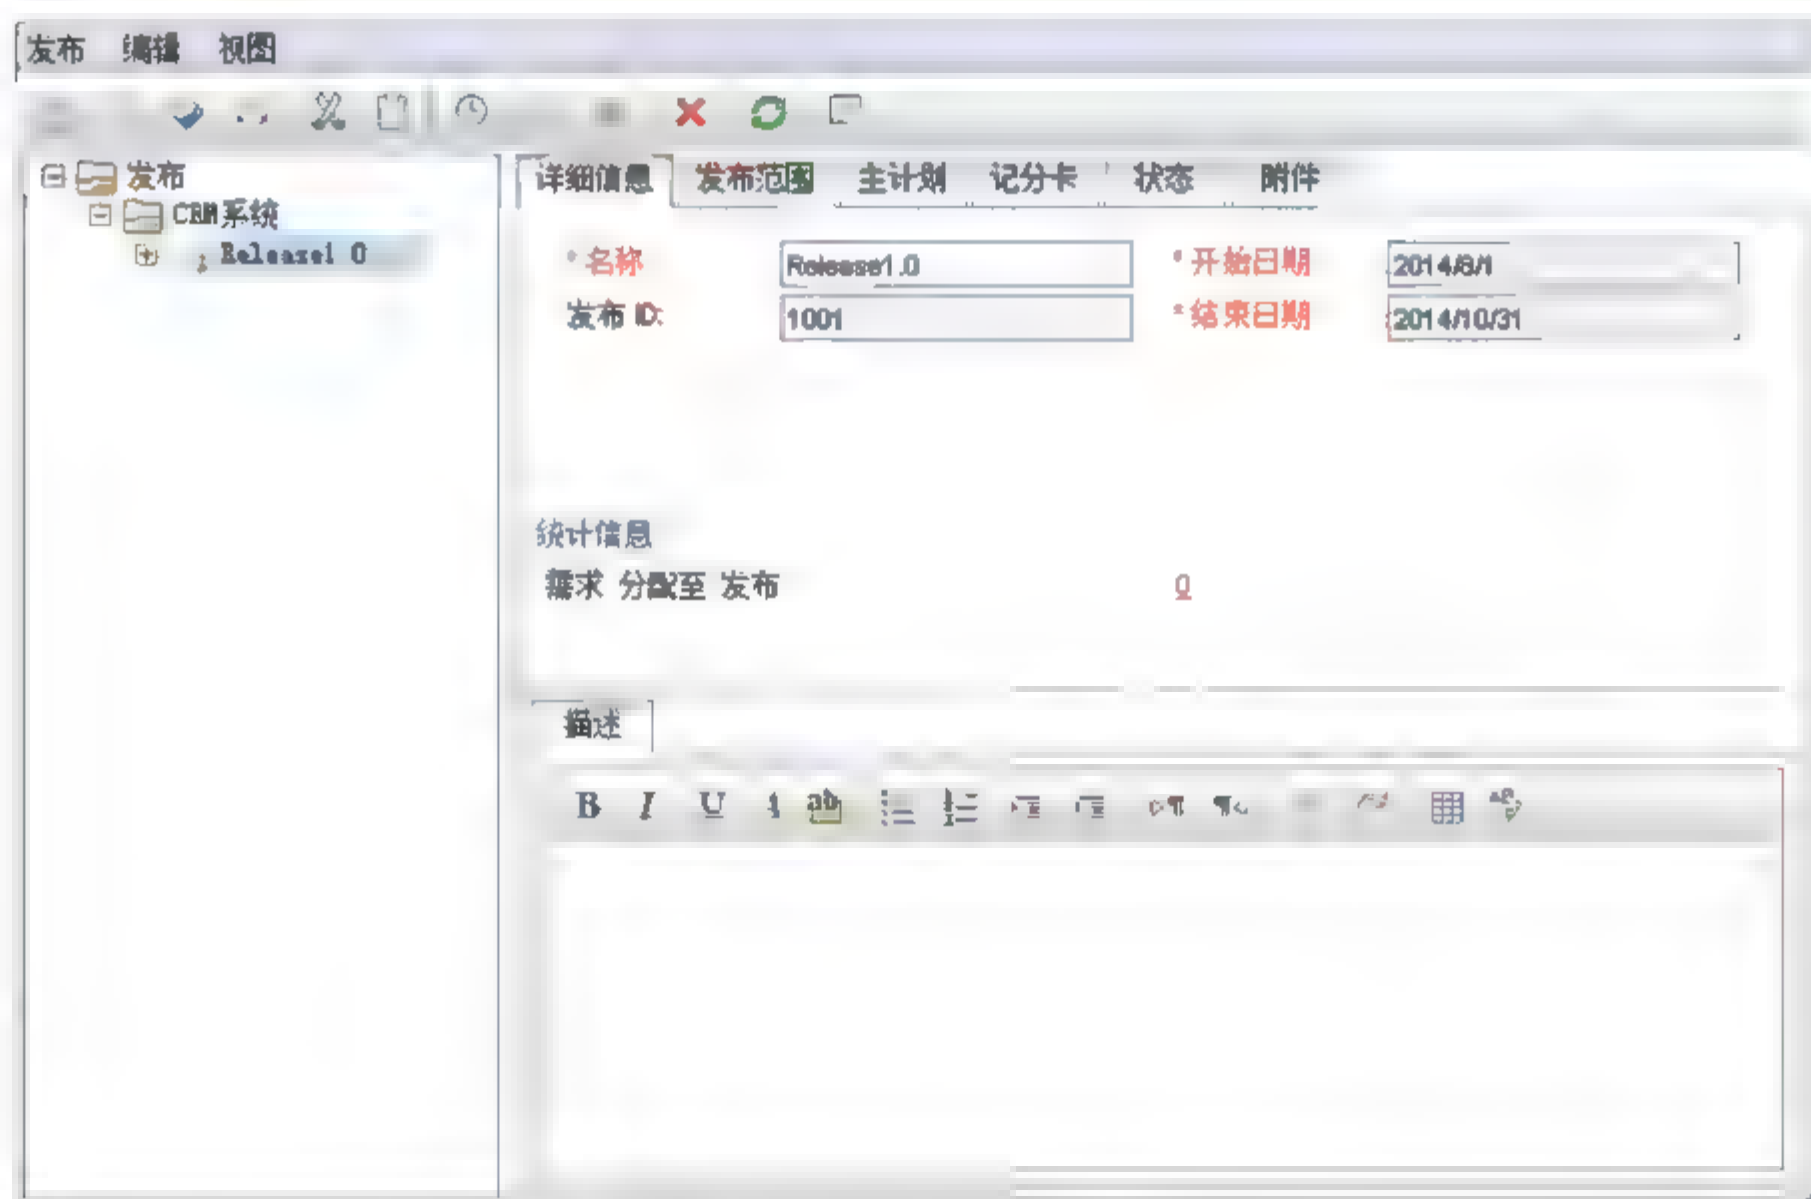 发布 编辑 视图
发布
CRM系统
Release1.0
详细信息 发布范围 主计划 记分卡 状态 附件
*名称 Release1.0 *开始日期 2014/8/1
发布 ID: 1001 *结束日期 2014/10/31
统计信息
需求 分配至 发布 0
描述
B I U A ab